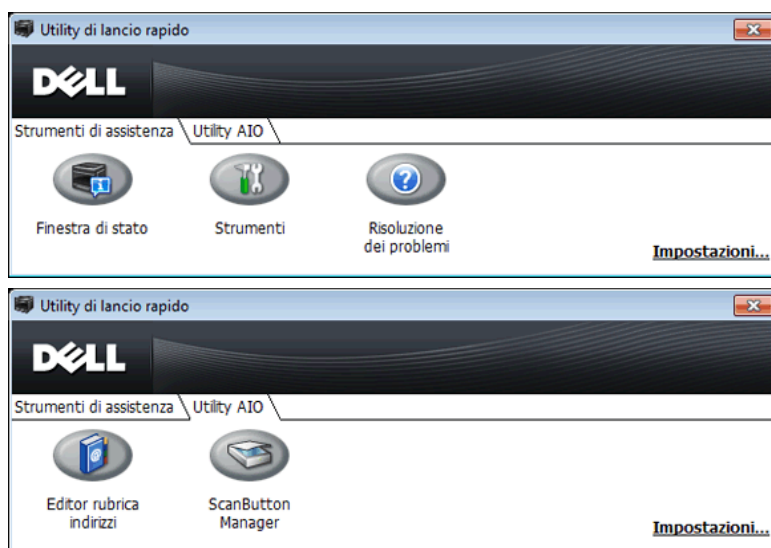 Utility di lancio rapido
DELL
Strumenti di assistenza Utility AIO
Finestra di stato Strumenti Risoluzione
dei problemi
Impostazioni...
Utility di lancio rapido
DELL
Strumenti di assistenza Utility AIO
Editor rubrica ScanButton
indirizzi Manager
Impostazioni...